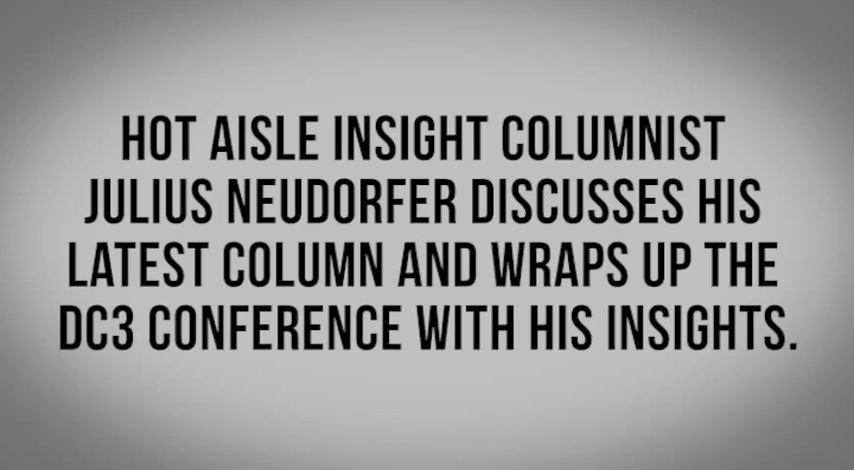 HOT AISLE INSIGHT COLUMNIST
JULIUS NEUDORFER DISCUSSES HIS
LATEST COLUMN AND WRAPS UP THE
DC3 CONFERENCE WITH HIS INSIGHTS.